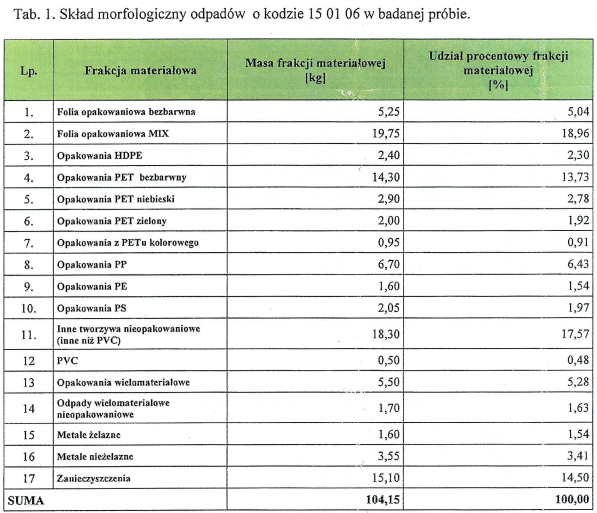 Tab. 1. Skład morfologiczny odpadów o kodzie 15 01 06 w badanej próbie.
Lp. Frakcja materiałowa Masa frakcji materiałowej [kg] Udział procentowy frakcji materiałowej [%]
1. Folia opakowaniowa bezbarwna 5,25 5,04
2. Folia opakowaniowa MIX 19,75 18,96
3. Opakowania HDPE 2,40 2,30
4. Opakowania PET bezbarwny 14,30 13,73
5. Opakowania PET niebieski 2,90 2,78
6. Opakowania PET zielony 2,00 1,92
7. Opakowania z PETu kolorowego 0,95 0,91
8. Opakowania PP 6,70 6,43
9. Opakowania PE 1,60 1,54
10. Opakowania PS 2,05 1,97
11. Inne tworzywa nieopakowaniowe (inne niż PVC) 18,30 17,57
12 PVC 0,50 0,48
13 Opakowania wielomateriałowe 5,50 5,28
14 Odpady wielomateriałowe nieopakowaniowe 1,70 1,63
15 Metale żelazne 1,60 1,54
16 Metale nieżelazne 3,55 3,41
17 Zanieczyszczenia 15,10 14,50
SUMA 104,15 100,00